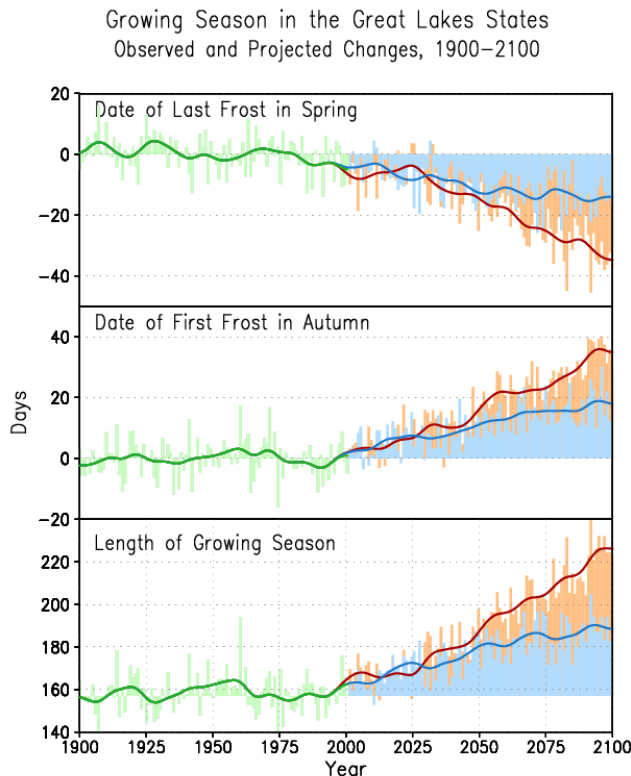 Growing Season in the Great Lakes States
Observed and Projected Changes, 1900-2100
20
Date of Last Frost in Spring
0
-20
-40
Date of First Frost in Autumn
40
20
Days
0
-20
Length of Growing Season
220
200
180
160
140
1900 1925 1950 1975 2000 2025 2050 2075 2100
Year